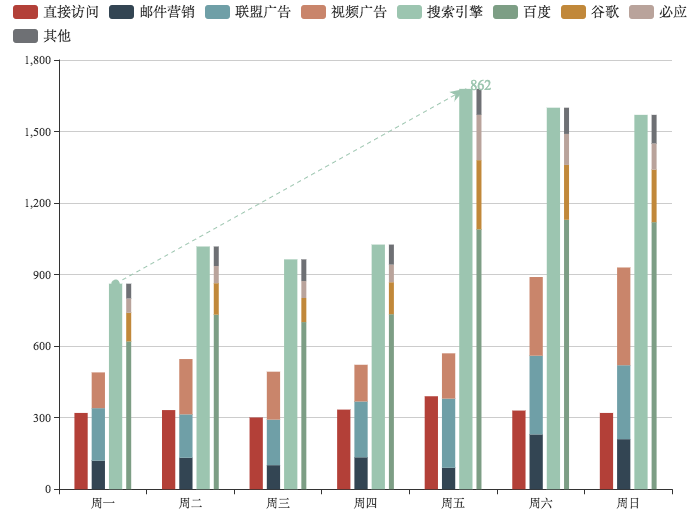 直接访问 邮件营销 联盟广告 视频广告 搜索引擎 百度 谷歌 必应
其他
1,800
862
1,500
1,200
900
600
300
0
周一 周二 周三 周四 周五 周六 周日